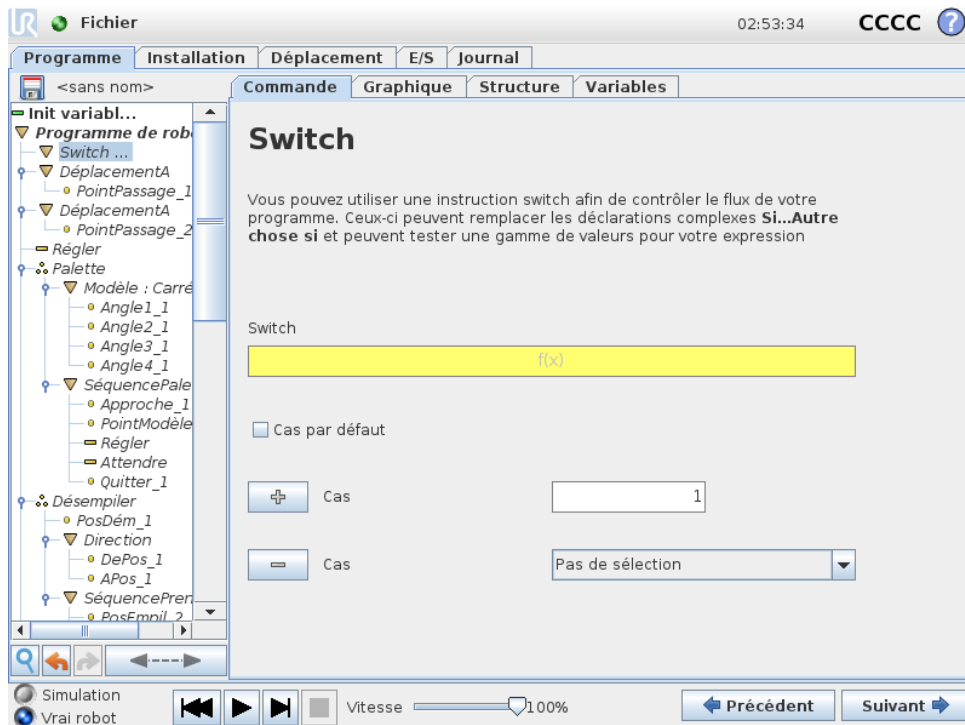 UR Fichier 02:53:34 CCCC ?
Programme Installation Déplacement E/S Journal
<sans nom> Commande Graphique Structure Variables
Init variabl...
Programme de rob
Switch ...
DéplacementA
PointPassage_1
DéplacementA
PointPassage_2
Régler
Palette
Modèle : Carré
Angle1_1
Angle2_1
Angle3_1
Angle4_1
SéquencePale
Approche_1
PointModèle
Régler
Attendre
Quitter_1
Désempiler
PosDém_1
Direction
DePos_1
APos_1
SéquencePren
PosEmpil_2
Switch
Vous pouvez utiliser une instruction switch afin de contrôler le flux de votre
programme. Ceux-ci peuvent remplacer les déclarations complexes Si...Autre
chose si et peuvent tester une gamme de valeurs pour votre expression
Switch
f(x)
Cas par défaut
Cas 1
Cas Pas de sélection
Simulation
Vrai robot
Vitesse 100%
Précédent Suivant